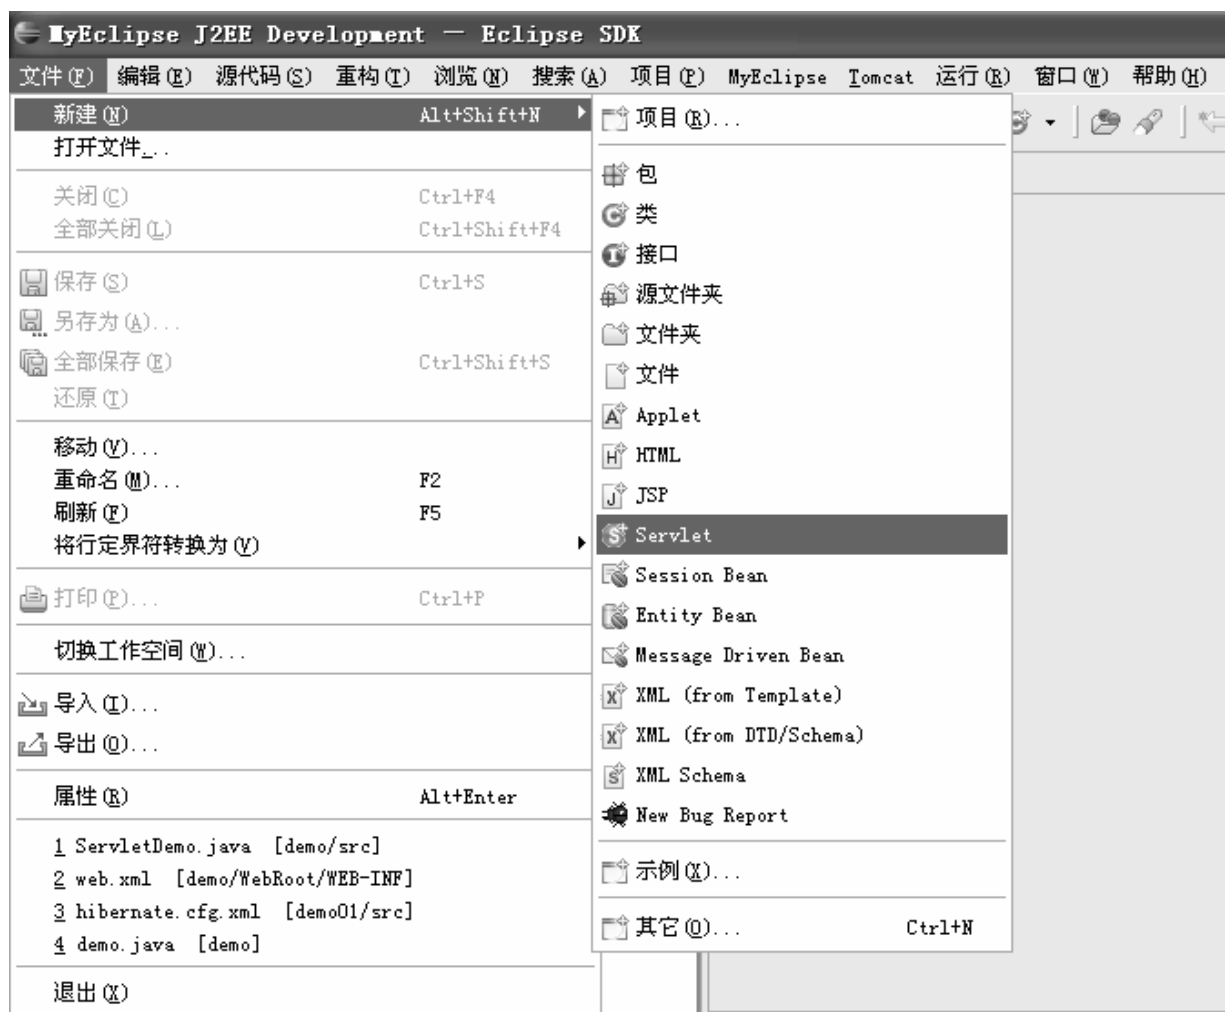 MyEclipse J2EE Development — Eclipse SDK
文件(F) 编辑(E) 源代码(S) 重构(T) 浏览(N) 搜索(A) 项目(P) MyEclipse Tomcat 运行(R) 窗口(W) 帮助(H)
新建(N) Alt+Shift+N
打开文件...
关闭(C) Ctrl+F4
全部关闭(L) Ctrl+Shift+F4
保存(S) Ctrl+S
另存为(A)...
全部保存(E) Ctrl+Shift+S
还原(T)
移动(V)...
重命名(M)... F2
刷新(F) F5
将行定界符转换为(V)
打印(P)... Ctrl+P
切换工作空间(W)...
导入(I)...
导出(O)...
属性(R) Alt+Enter
1 ServletDemo.java [demo/src]
2 web.xml [demo/WebRoot/WEB-INF]
3 hibernate.cfg.xml [demo01/src]
4 demo.java [demo]
退出(X)
项目(R)...
包
类
接口
源文件夹
文件夹
文件
Applet
HTML
JSP
Servlet
Session Bean
Entity Bean
Message Driven Bean
XML (from Template)
XML (from DTD/Schema)
XML Schema
New Bug Report
示例(X)...
其它(O)... Ctrl+N